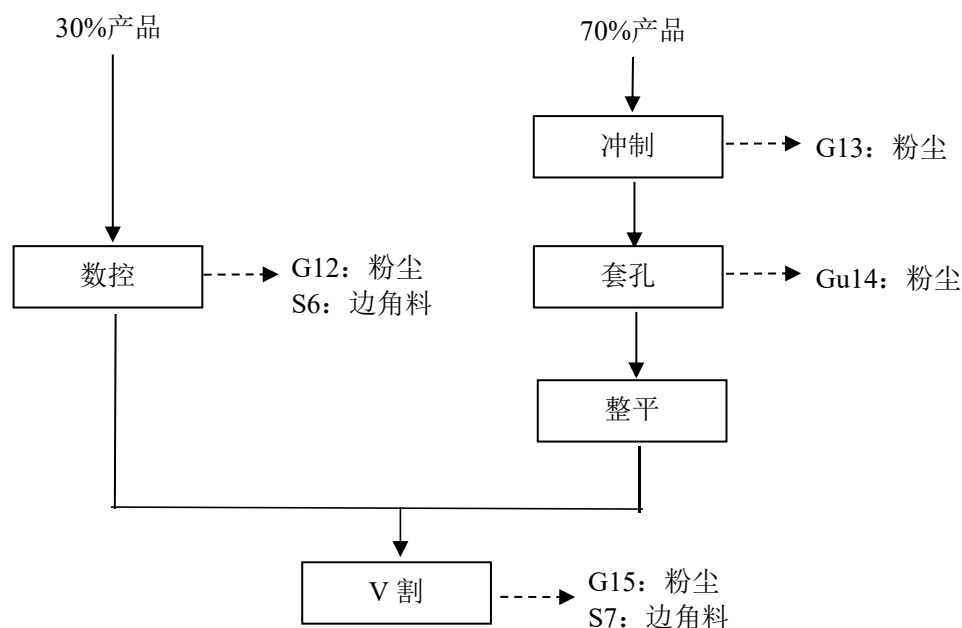 30%产品
70%产品
冲制
G13：粉尘
数控
G12：粉尘
S6：边角料
套孔
Gu14：粉尘
整平
V 割
G15：粉尘
S7：边角料